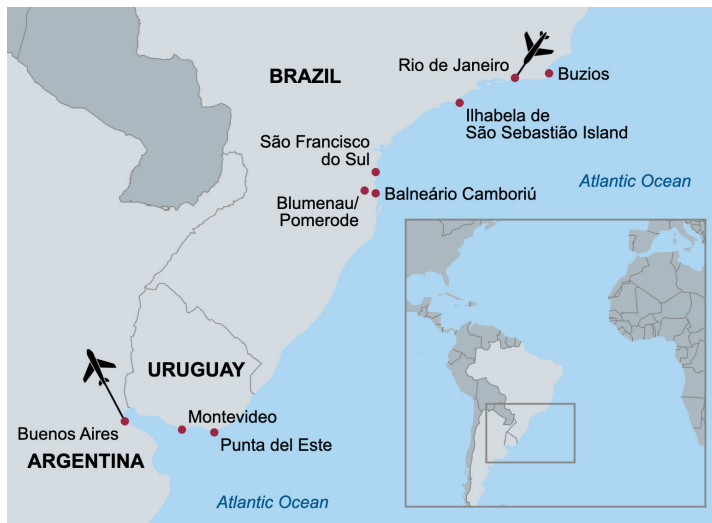 BRAZIL
Rio de Janeiro
Buzios
Ilhabela de
São Sebastião Island
São Francisco
do Sul
Atlantic Ocean
Blumenau/
Pomerode
Balneário Camboriú
URUGUAY
Montevideo
Buenos Aires
Punta del Este
ARGENTINA
Atlantic Ocean